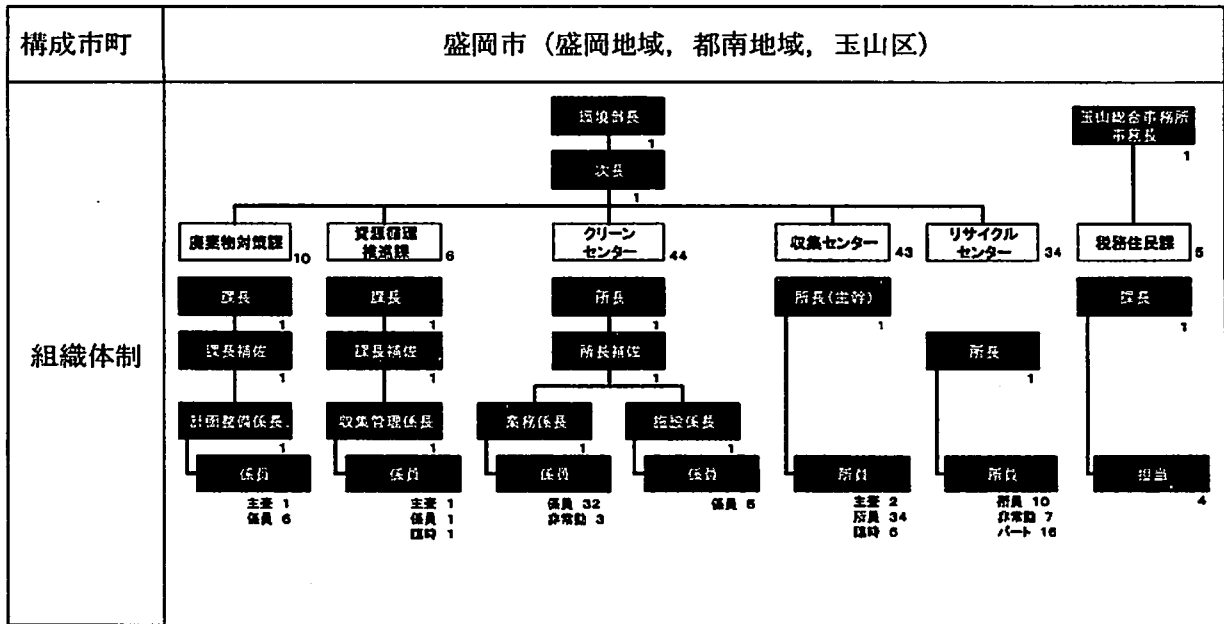 構成市町
盛岡市（盛岡地域，都南地域，玉山区）
組織体制
環境部長
1
次長
1
玉山総合事務所
事務長
1
廃棄物対策課
10
資源循環
推進課
6
クリーン
センター
44
収集センター
43
リサイクル
センター
34
税務住民課
5
課長
1
課長
1
所長
1
所長(主幹)
1
課長
1
課長補佐
1
課長補佐
1
所長補佐
1
所長
1
計画整備係長
1
収集管理係長
1
業務係長
1
施設係長
1
係員
係員
係員
係員
所員
所員
担当
主査 1
係員 6
主査 1
係員 1
臨時 1
係員 32
非常勤 3
係員 5
主査 2
所員 34
臨時 6
所員 10
非常勤 7
パート 16
4